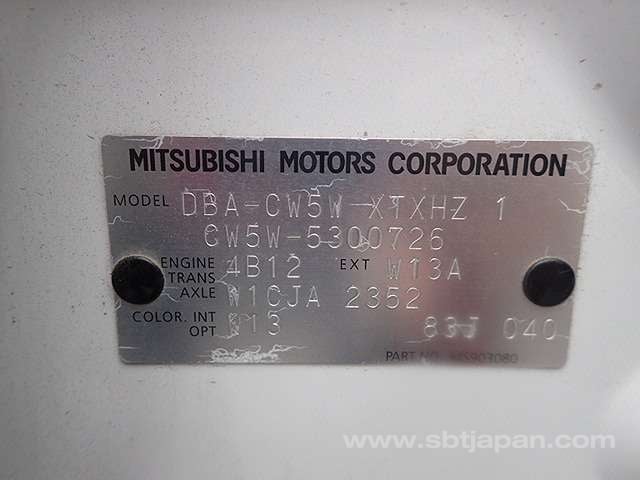 MITSUBISHI MOTORS CORPORATION
MODEL DBA-CW5W XTXHZ 1
CW5W-5300726
ENGINE 4B12 EXT W13A
TRANS
AXLE W1CJA 2352
COLOR. INT 83J 040
OPT
PART NO.
www.sbtjapan.com